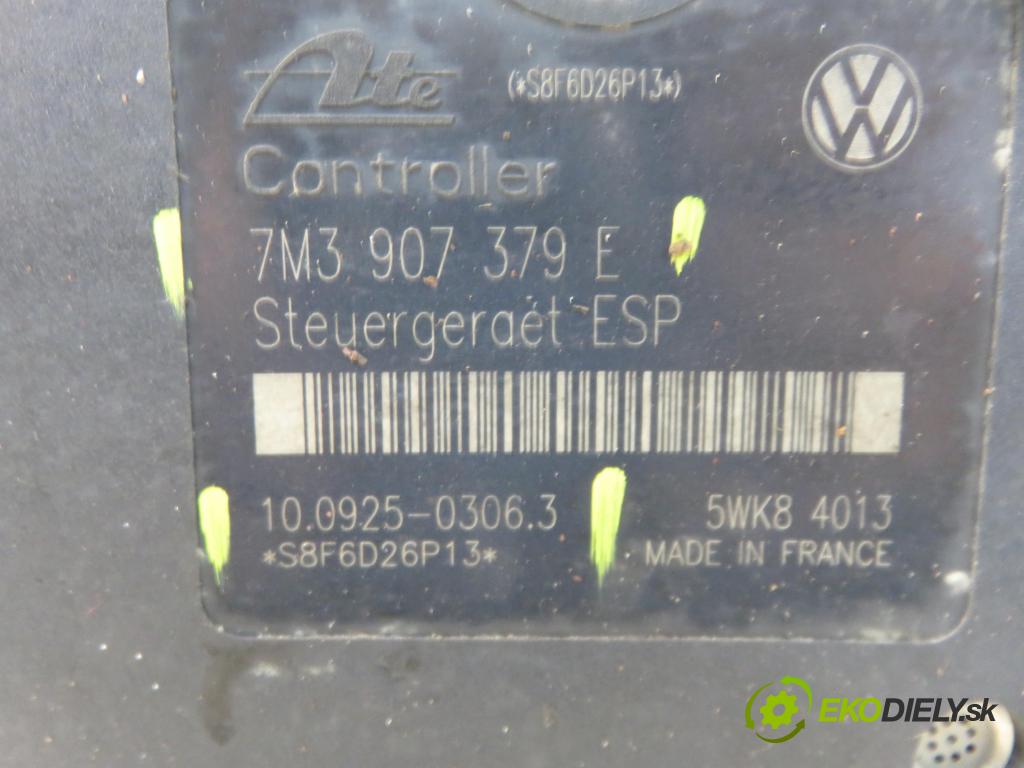 Ate (*S8F6D26P13*)
Controller
7M3 907 379 E
Steuergeraet ESP
10.0925-0306.3 5WK8 4013
*S8F6D26P13* MADE IN FRANCE
EKODIELY.sk